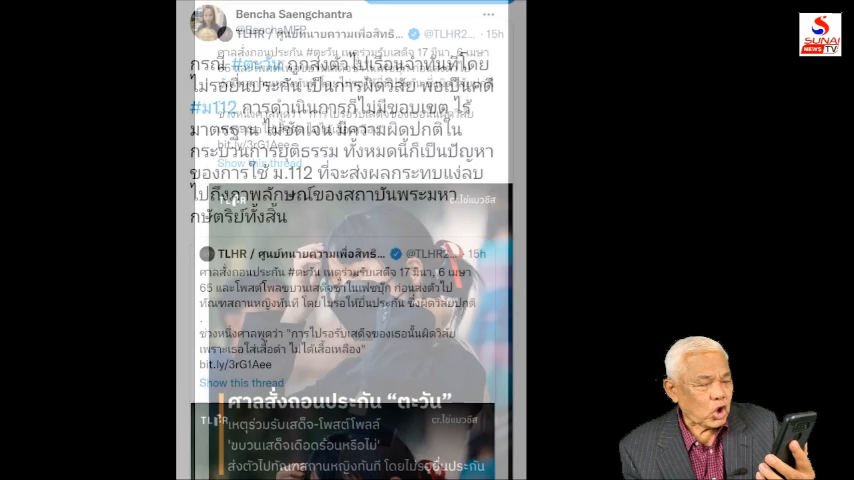 Bencha Saengchantra
@BenchaMFP
TLHR / ศูนย์ทนายความเพื่อสิทธิ... @TLHR2... · 15h
กรณี #ตะวัน ถูกส่งตัวไปเรือนจำทันทีโดย
ไม่รอยื่นประกัน เป็นการผิดวิสัย พอเป็นคดี
#ม112 การดำเนินการก็ไม่มีขอบเขต ไร้
มาตรฐาน ไม่ชัดเจน มีความผิดปกติใน
bit.ly/3rG1Aee
กระบวนการยุติธรรม ทั้งหมดนี้ก็เป็นปัญหา
Show this thread
ของการใช้ ม.112 ที่จะส่งผลกระทบแง่ลบ
ไปถึงภาพลักษณ์ของสถาบันพระมหา
กษัตริย์ทั้งสิ้น
cr.ไข่แมวชีส
TLHR / ศูนย์ทนายความเพื่อสิทธิ... @TLHR2... · 15h
ศาลสั่งถอนประกัน #ตะวัน เหตุร่วมรับเสด็จ 17 มีนา, 6 เมษา
65 และโพสต์โพลขบวนเสด็จซ้ำในเฟซบุ๊ก ก่อนส่งตัวไป
ทัณฑสถานหญิงทันที โดยไม่รอให้ยื่นประกัน ซึ่งผิดวิสัยปกติ
.
ช่วงหนึ่งศาลพูดว่า "การไปรอรับเสด็จของเธอนั้นผิดวิสัย
เพราะเธอใส่เสื้อดำ ไม่ได้เสื้อเหลือง"
bit.ly/3rG1Aee
Show this thread
ศาลสั่งถอนประกัน "ตะวัน"
cr.ไข่แมวชีส
เหตุร่วมรับเสด็จ-โพสต์โพลล์
'ขบวนเสด็จเดือดร้อนหรือไม่'
ส่งตัวไปทัณฑสถานหญิงทันที โดยไม่รอยื่นประกัน
SUNAI
NEWS TV